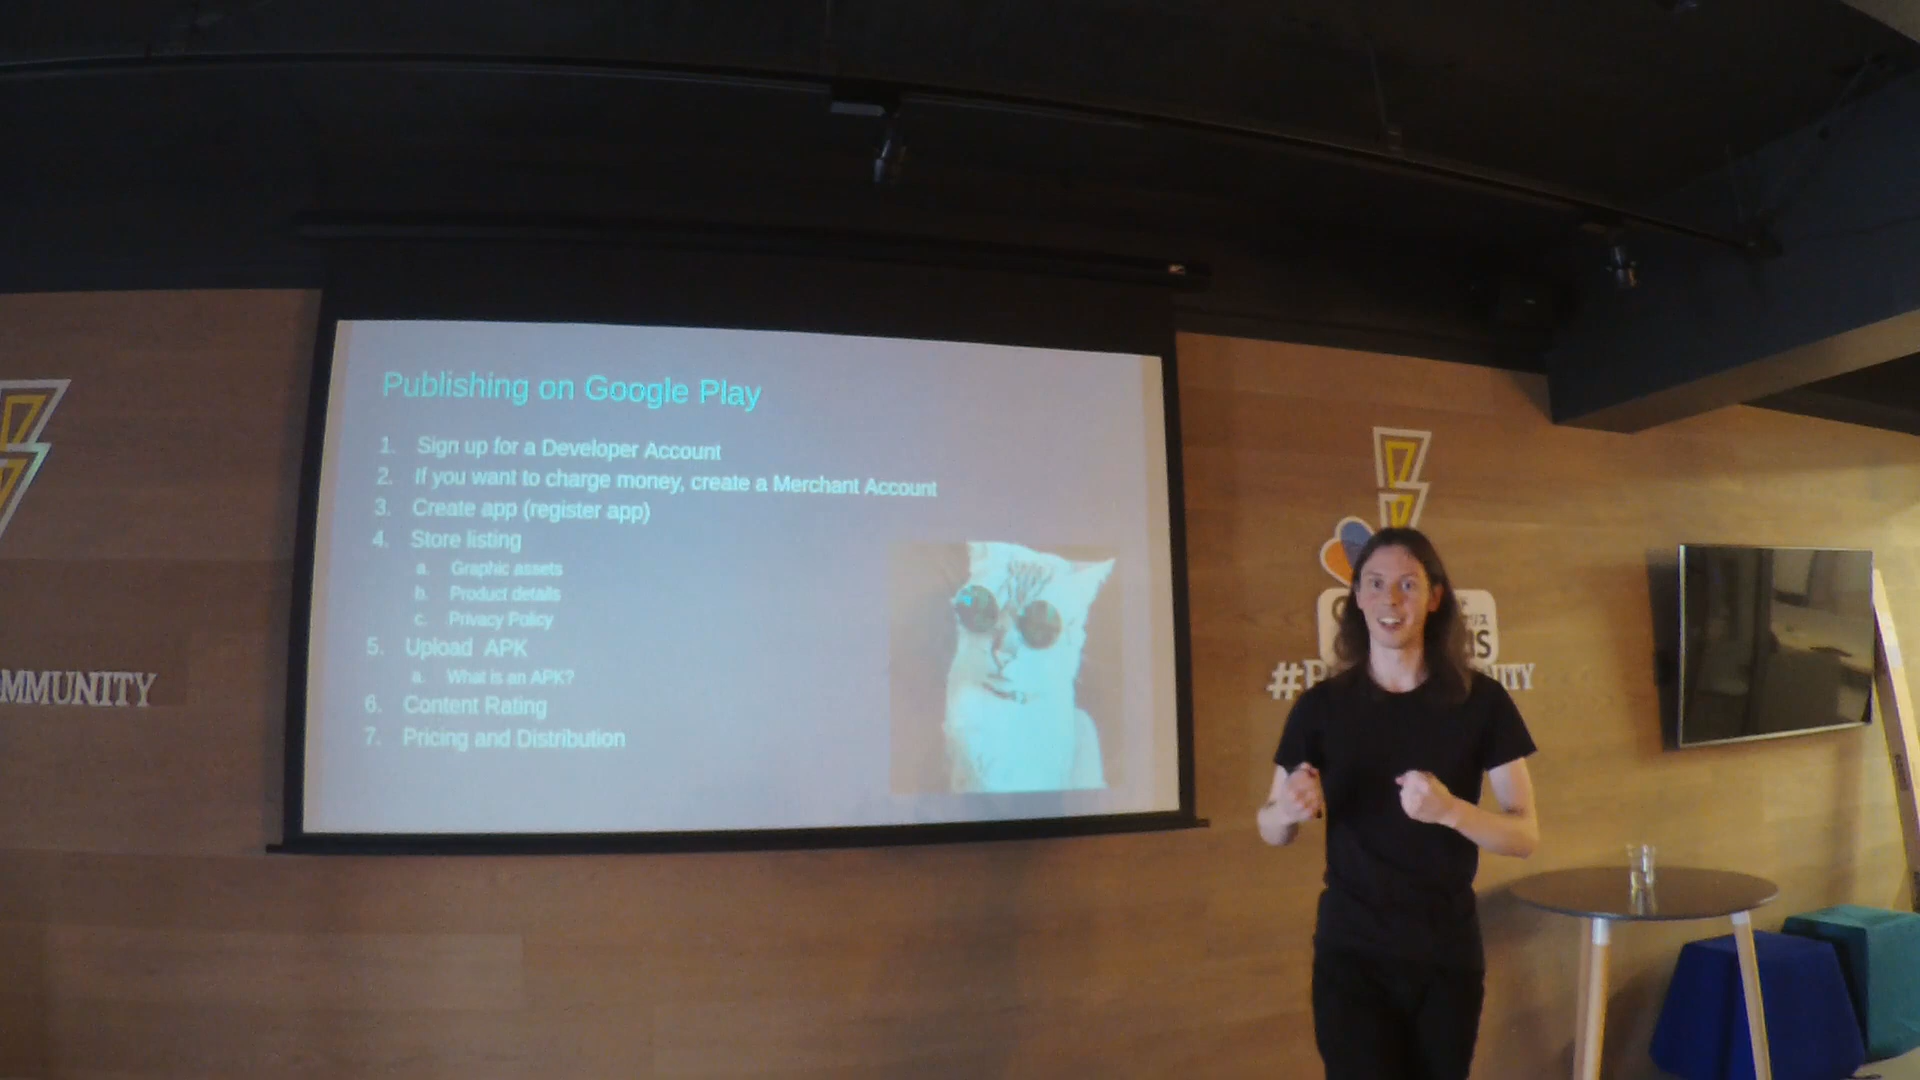 Publishing on Google Play
1. Sign up for a Developer Account
2. If you want to charge money, create a Merchant Account
3. Create app (register app)
4. Store listing
a. Graphic assets
b. Product details
c. Privacy Policy
5. Upload APK
a. What is an APK?
6. Content Rating
7. Pricing and Distribution